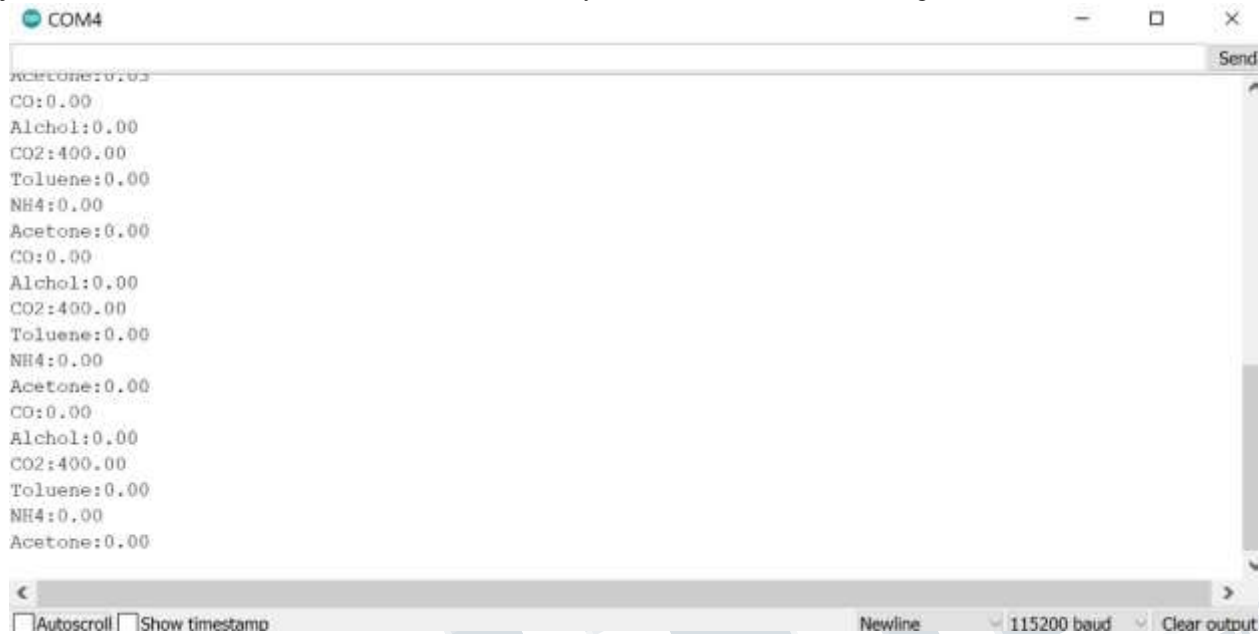 COM4
Send
Acetone:0.03
CO:0.00
Alchol:0.00
CO2:400.00
Toluene:0.00
NH4:0.00
Acetone:0.00
CO:0.00
Alchol:0.00
CO2:400.00
Toluene:0.00
NH4:0.00
Acetone:0.00
CO:0.00
Alchol:0.00
CO2:400.00
Toluene:0.00
NH4:0.00
Acetone:0.00
Autoscroll Show timestamp Newline 115200 baud Clear output